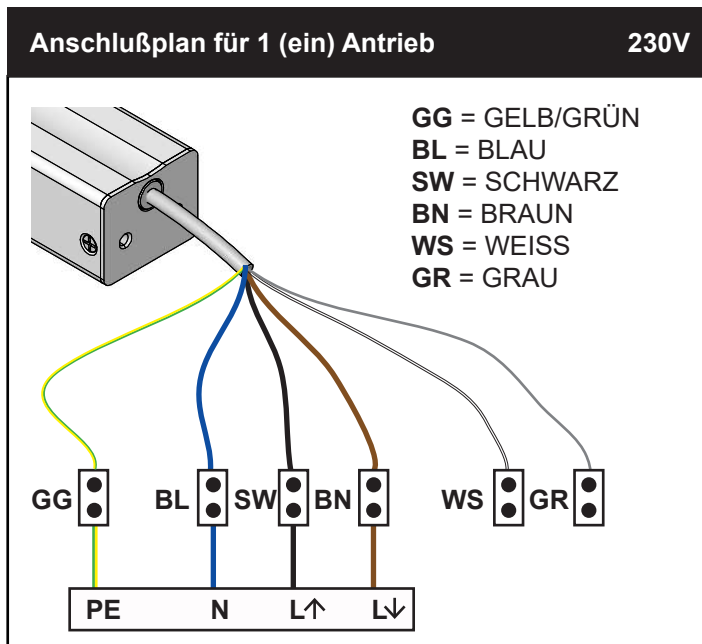 Anschlußplan für 1 (ein) Antrieb 230V
GG = GELB/GRÜN
BL = BLAU
SW = SCHWARZ
BN = BRAUN
WS = WEISS
GR = GRAU
GG BL SW BN WS GR
PE N L↑ L↓